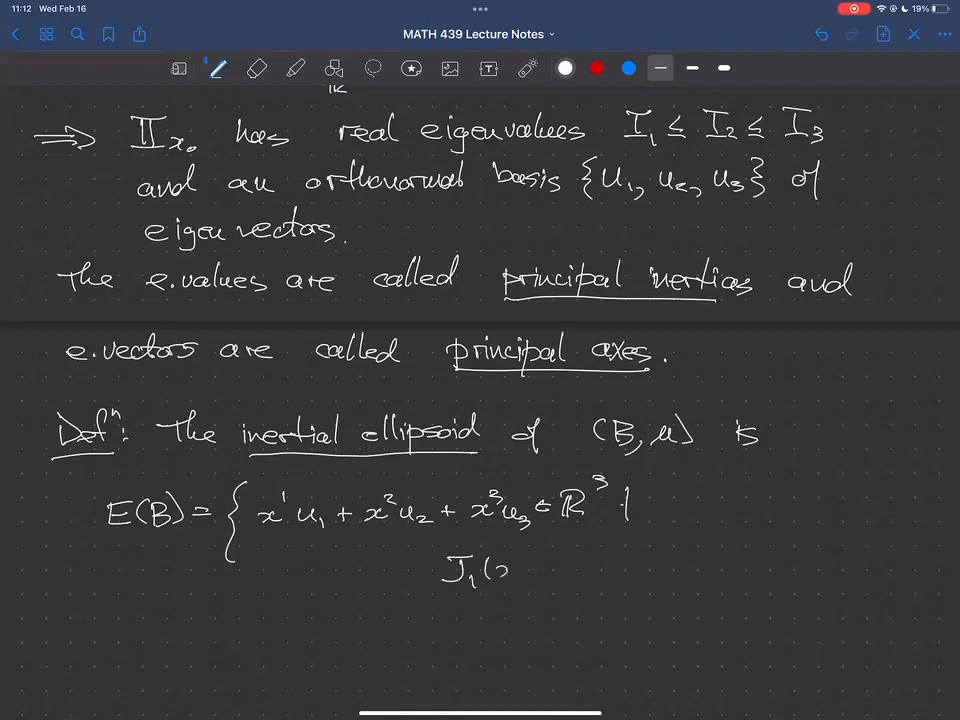 11:12 Wed Feb 16
19%
MATH 439 Lecture Notes
ℝ
⟹ 𝕀_{x₀} has real eigenvalues I₁ ≤ I₂ ≤ I₃
and an orthonormal basis {u₁, u₂, u₃} of
eigenvectors.
The e.values are called principal inertias and
e.vectors are called principal axes.
Defⁿ: The inertial ellipsoid of (B, μ) is
E(B) = { x¹u₁ + x²u₂ + x³u₃ ∈ ℝ³ |
I₁(